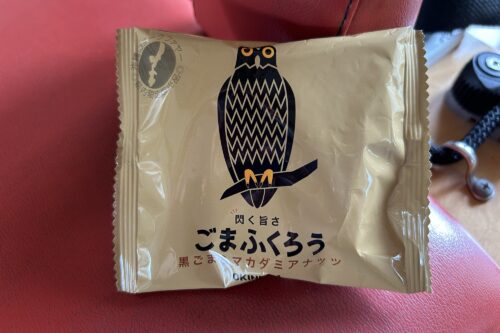 閃く旨さ
ごまふくろう
黒ごま マカダミアナッツ